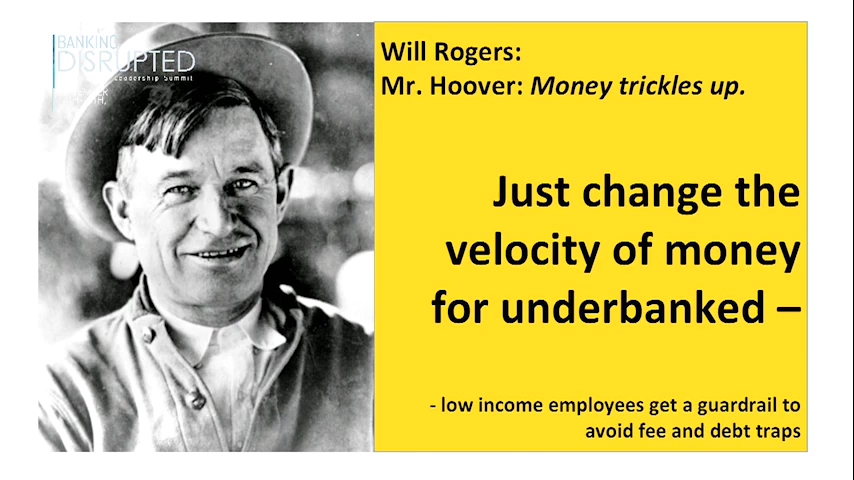 BANKING
DISRUPTED
Leadership Summit
Will Rogers:
Mr. Hoover: Money trickles up.
Just change the
velocity of money
for underbanked –
- low income employees get a guardrail to
avoid fee and debt traps